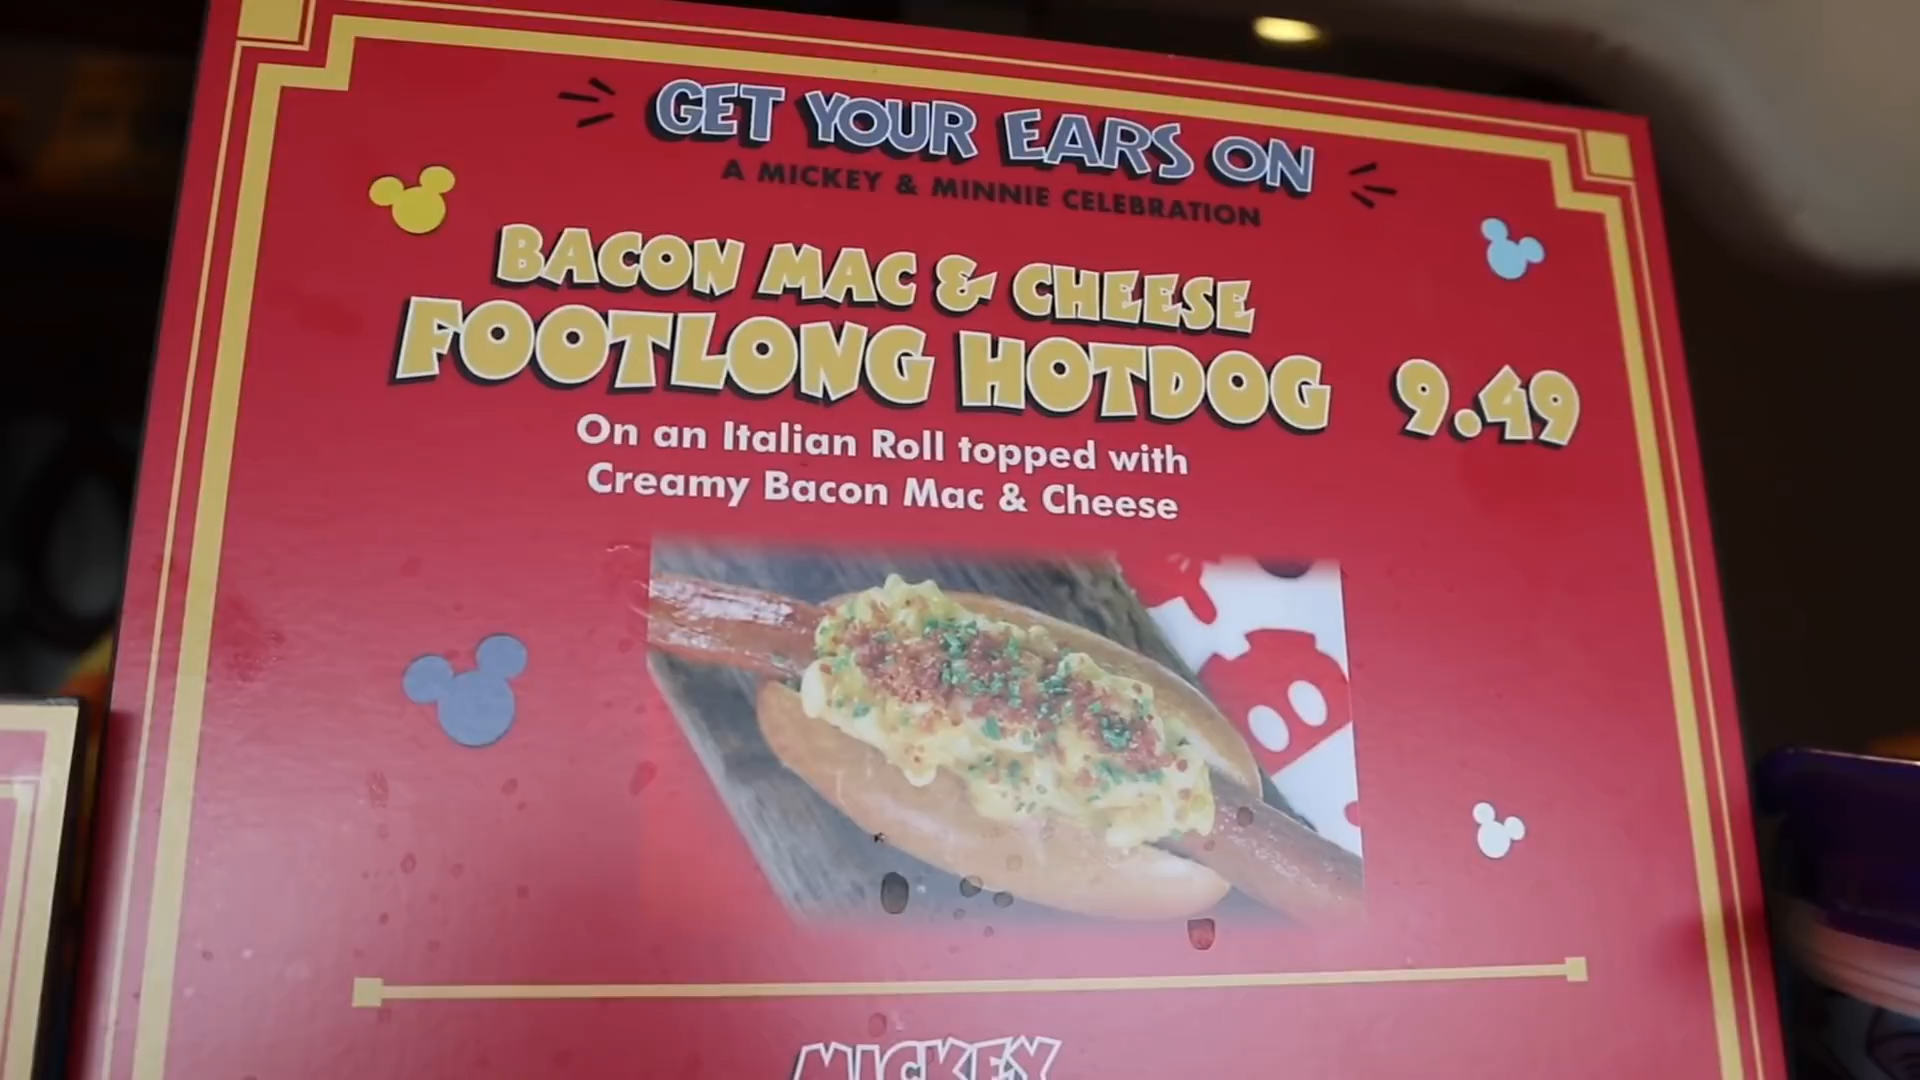 GET YOUR EARS ON
A MICKEY & MINNIE CELEBRATION
BACON MAC & CHEESE
FOOTLONG HOTDOG 9.49
On an Italian Roll topped with
Creamy Bacon Mac & Cheese
MICKEY